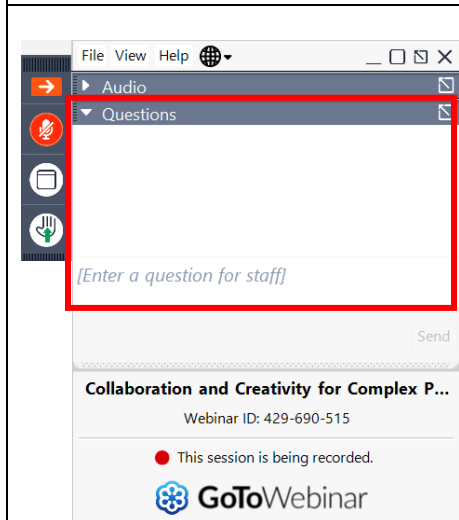 File View Help
Audio
Questions
[Enter a question for staff]
Send
Collaboration and Creativity for Complex P...
Webinar ID: 429-690-515
This session is being recorded.
GoToWebinar